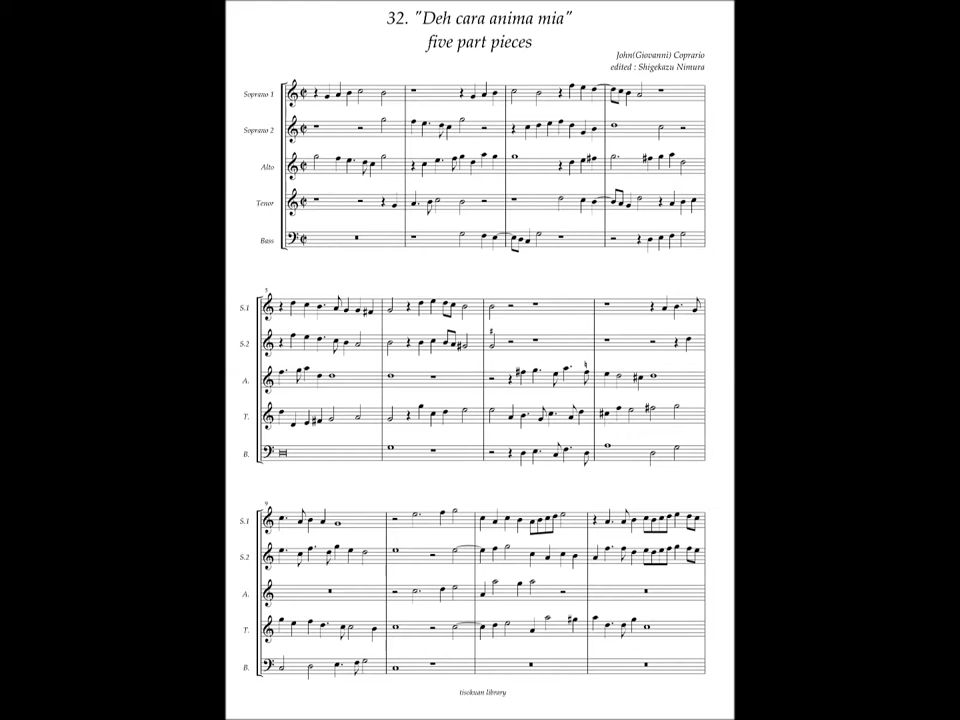 32. "Deh cara anima mia"
five part pieces
John(Giovanni) Coprario
edited : Shigekazu Nimura
Soprano 1
Soprano 2
Alto
Tenor
Bass
5
S.1
S.2
A.
T.
B.
9
S.1
S.2
A.
T.
B.
tisokuan library